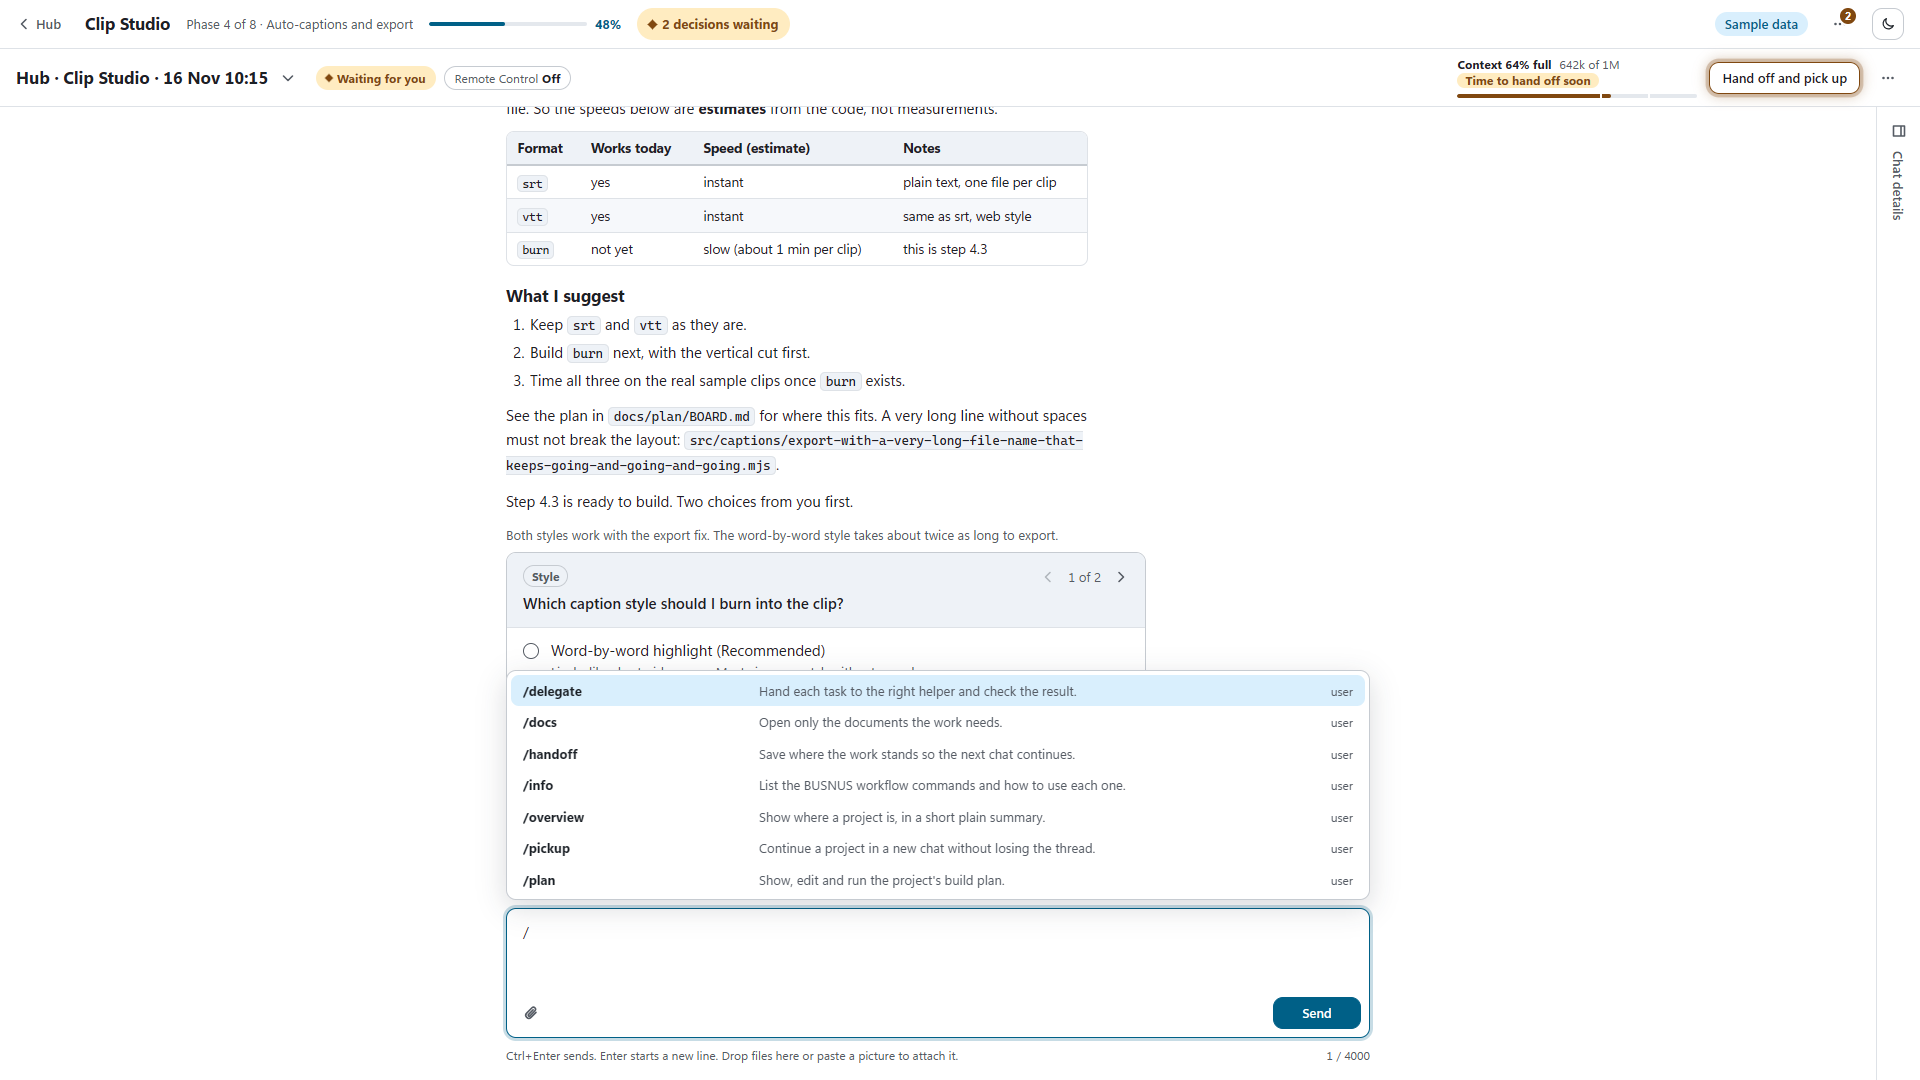 Hub
Clip Studio
Phase 4 of 8 · Auto-captions and export
48%
◆ 2 decisions waiting
Sample data
2
Hub · Clip Studio · 16 Nov 10:15
◆ Waiting for you
Remote Control Off
Context 64% full 642k of 1M
Time to hand off soon
Hand off and pick up
Chat details
file. So the speeds below are estimates from the code, not measurements.
Format Works today Speed (estimate) Notes
srt yes instant plain text, one file per clip
vtt yes instant same as srt, web style
burn not yet slow (about 1 min per clip) this is step 4.3
What I suggest
1. Keep srt and vtt as they are.
2. Build burn next, with the vertical cut first.
3. Time all three on the real sample clips once burn exists.
See the plan in docs/plan/BOARD.md for where this fits. A very long line without spaces
must not break the layout: src/captions/export-with-a-very-long-file-name-that-
keeps-going-and-going-and-going.mjs.
Step 4.3 is ready to build. Two choices from you first.
Both styles work with the export fix. The word-by-word style takes about twice as long to export.
Style
1 of 2
Which caption style should I burn into the clip?
Word-by-word highlight (Recommended)
/delegate Hand each task to the right helper and check the result. user
/docs Open only the documents the work needs. user
/handoff Save where the work stands so the next chat continues. user
/info List the BUSNUS workflow commands and how to use each one. user
/overview Show where a project is, in a short plain summary. user
/pickup Continue a project in a new chat without losing the thread. user
/plan Show, edit and run the project's build plan. user
/
Send
Ctrl+Enter sends. Enter starts a new line. Drop files here or paste a picture to attach it.
1 / 4000